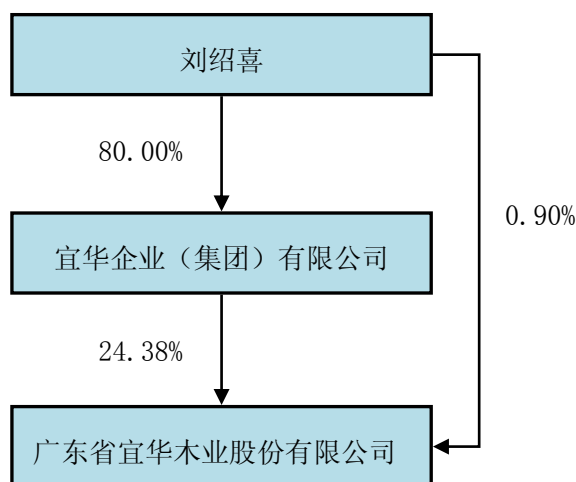 刘绍喜
80.00%
0.90%
宜华企业（集团）有限公司
24.38%
广东省宜华木业股份有限公司